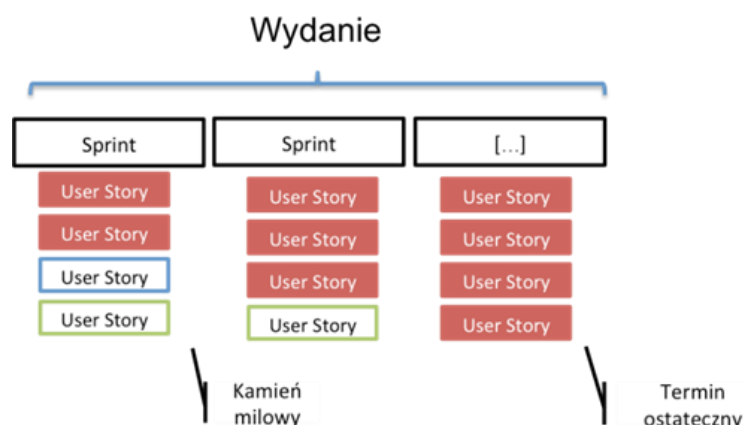 Wydanie
Sprint
Sprint
[...]
User Story
User Story
User Story
User Story
User Story
User Story
User Story
User Story
User Story
User Story
User Story
User Story
Kamień
milowy
Termin
ostateczny